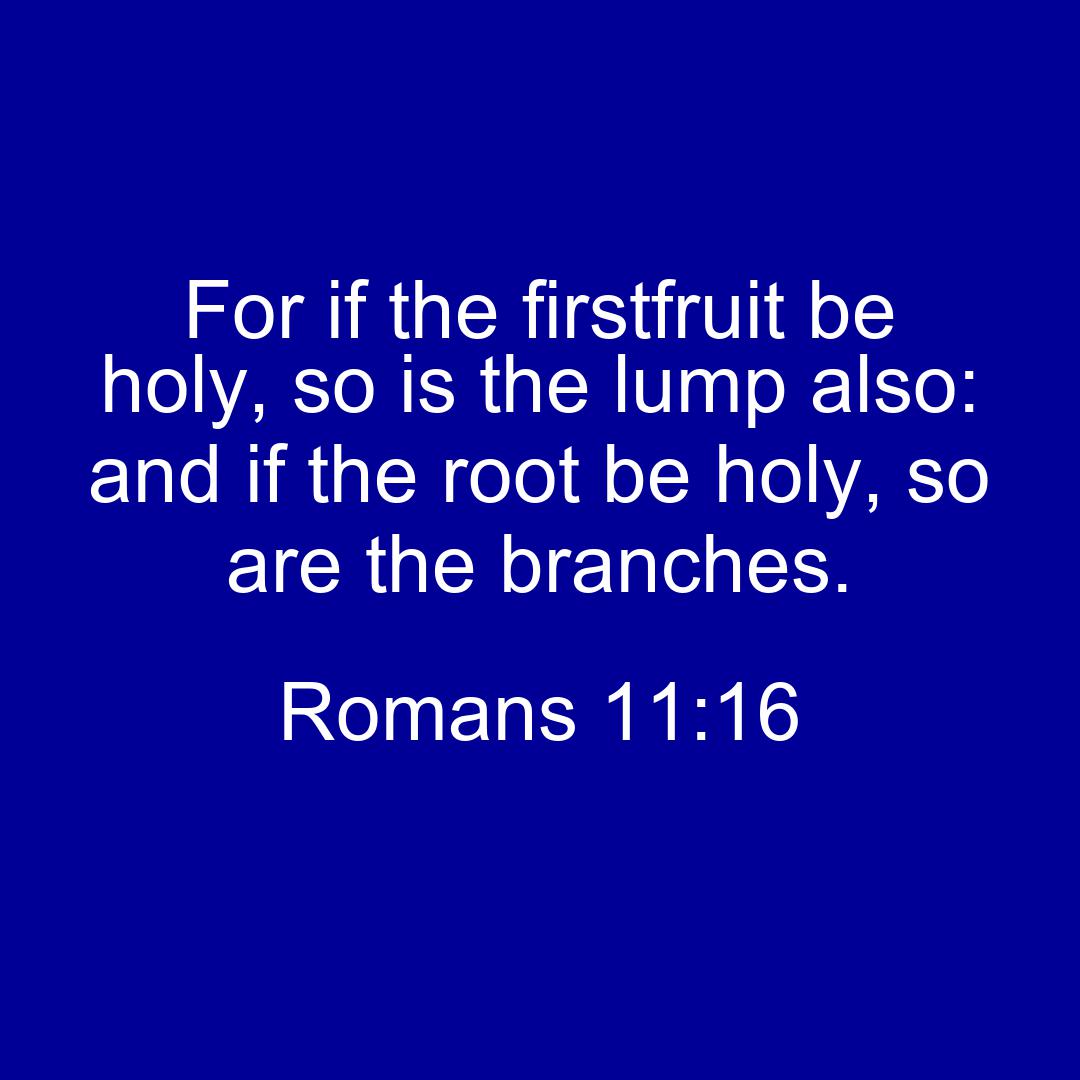 For if the firstfruit be
holy, so is the lump also:
and if the root be holy, so
are the branches.
Romans 11:16